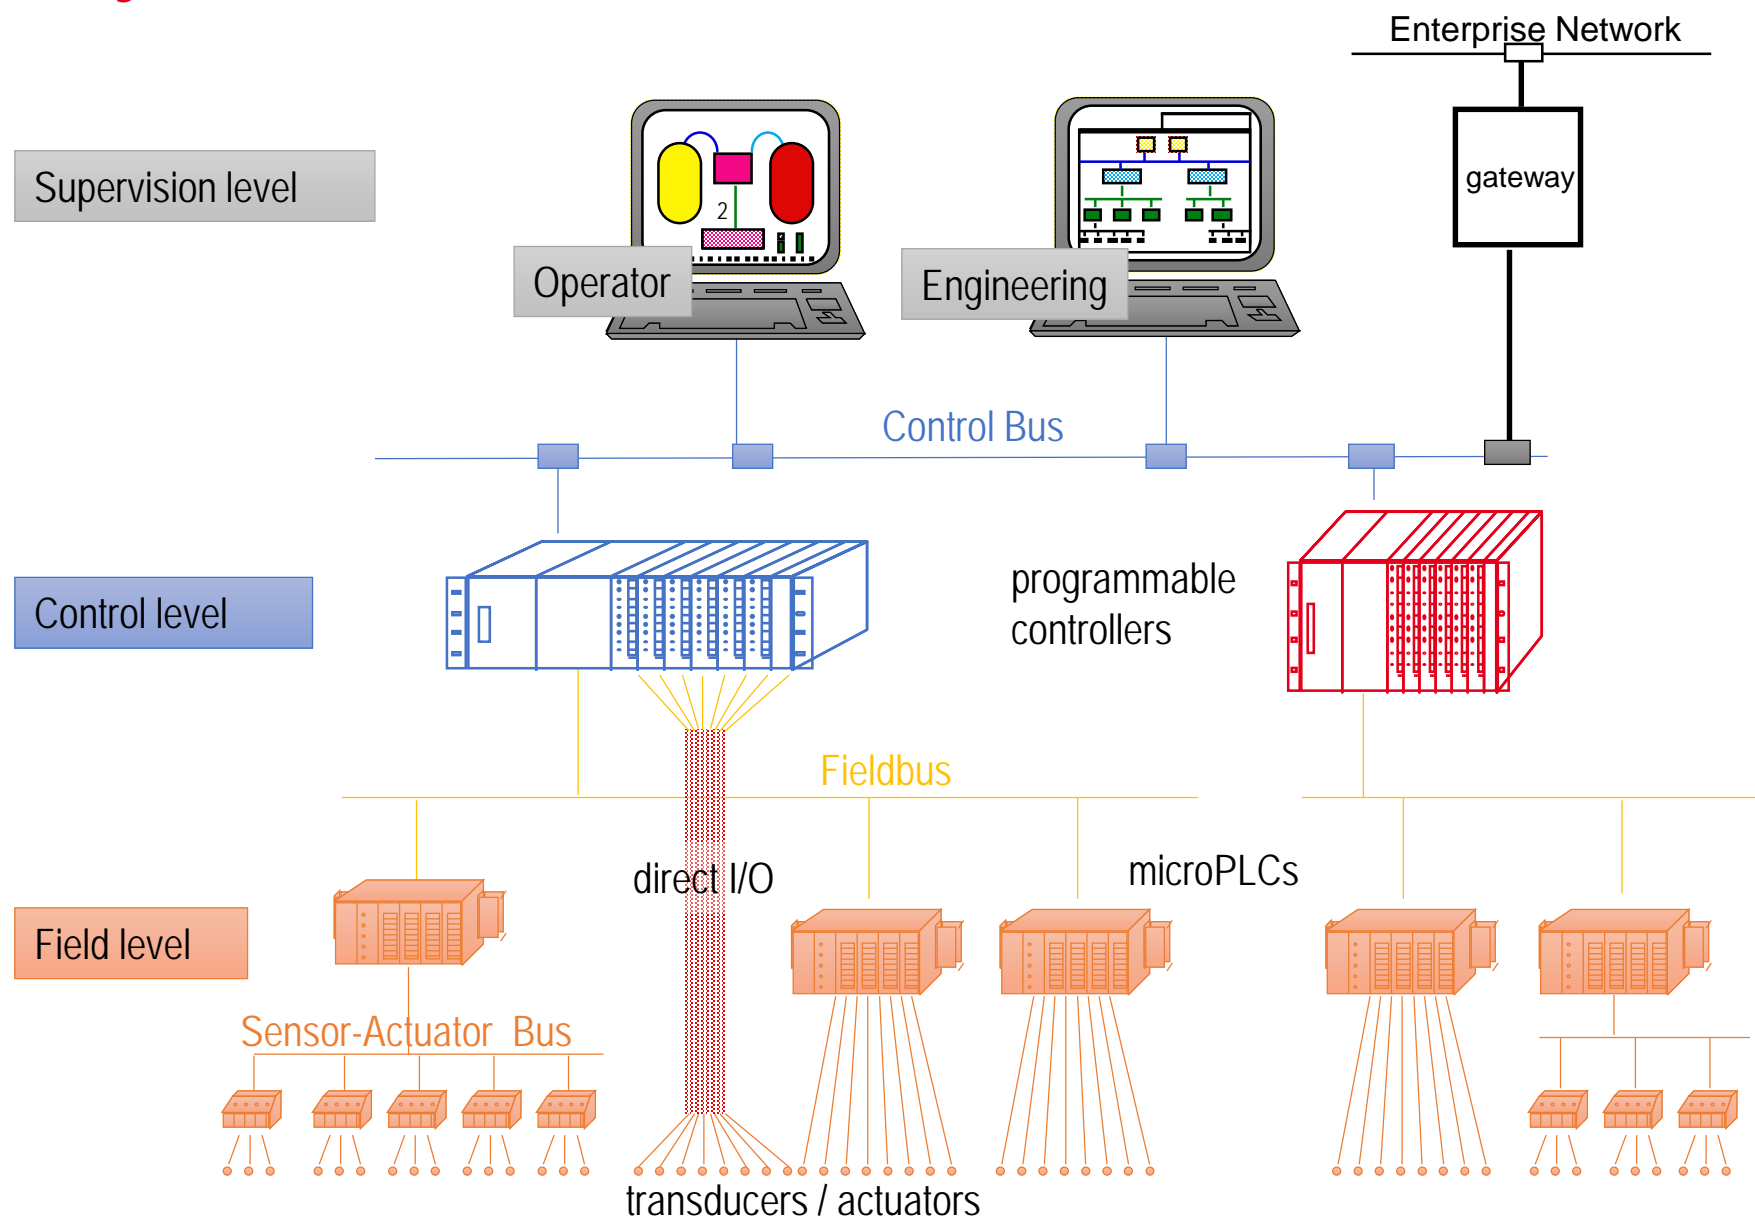 Enterprise Network
gateway
Supervision level
2
Operator
Engineering
Control Bus
programmable
controllers
Control level
Fieldbus
direct I/O
microPLCs
Field level
Sensor-Actuator Bus
transducers / actuators